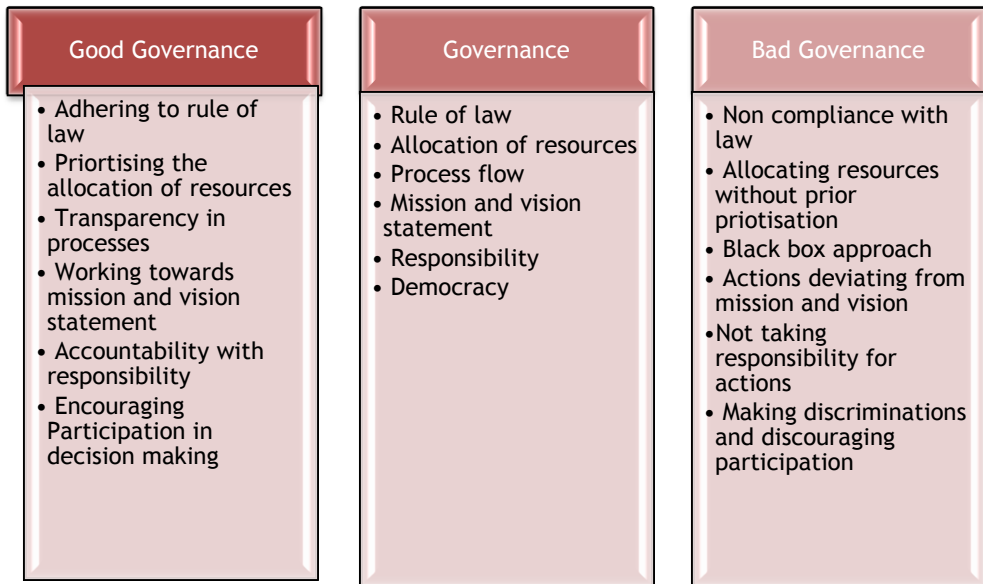 Good Governance
• Adhering to rule of
law
• Priortising the
allocation of resources
• Transparency in
processes
• Working towards
mission and vision
statement
• Accountability with
responsibility
• Encouraging
Participation in
decision making
Governance
• Rule of law
• Allocation of resources
• Process flow
• Mission and vision
statement
• Responsibility
• Democracy
Bad Governance
• Non compliance with
law
• Allocating resources
without prior
priotisation
• Black box approach
• Actions deviating from
mission and vision
•Not taking
responsibility for
actions
• Making discriminations
and discouraging
participation